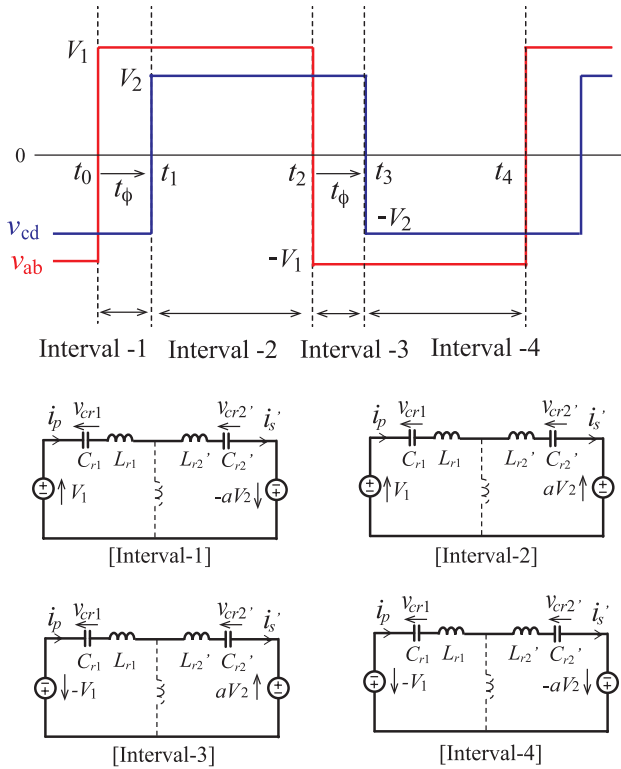 V1
V2
0
t0 tϕ t1 t2 tϕ t3 t4
-V2
vcd
vab
-V1
Interval -1 Interval -2 Interval -3 Interval -4
ip vcr1 vcr2' is'
Cr1 Lr1 Lr2' Cr2'
V1 -aV2
[Interval-1]
ip vcr1 vcr2' is'
Cr1 Lr1 Lr2' Cr2'
V1 aV2
[Interval-2]
ip vcr1 vcr2' is'
Cr1 Lr1 Lr2' Cr2'
-V1 aV2
[Interval-3]
ip vcr1 vcr2' is'
Cr1 Lr1 Lr2' Cr2'
-V1 -aV2
[Interval-4]